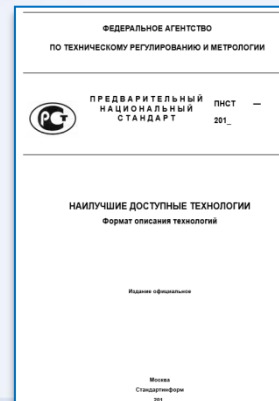 ФЕДЕРАЛЬНОЕ АГЕНТСТВО
ПО ТЕХНИЧЕСКОМУ РЕГУЛИРОВАНИЮ И МЕТРОЛОГИИ
ПРЕДВАРИТЕЛЬНЫЙ
НАЦИОНАЛЬНЫЙ
СТАНДАРТ
ПНСТ —
201_
НАИЛУЧШИЕ ДОСТУПНЫЕ ТЕХНОЛОГИИ
Формат описания технологий
Издание официальное
Москва
Стандартинформ
201_